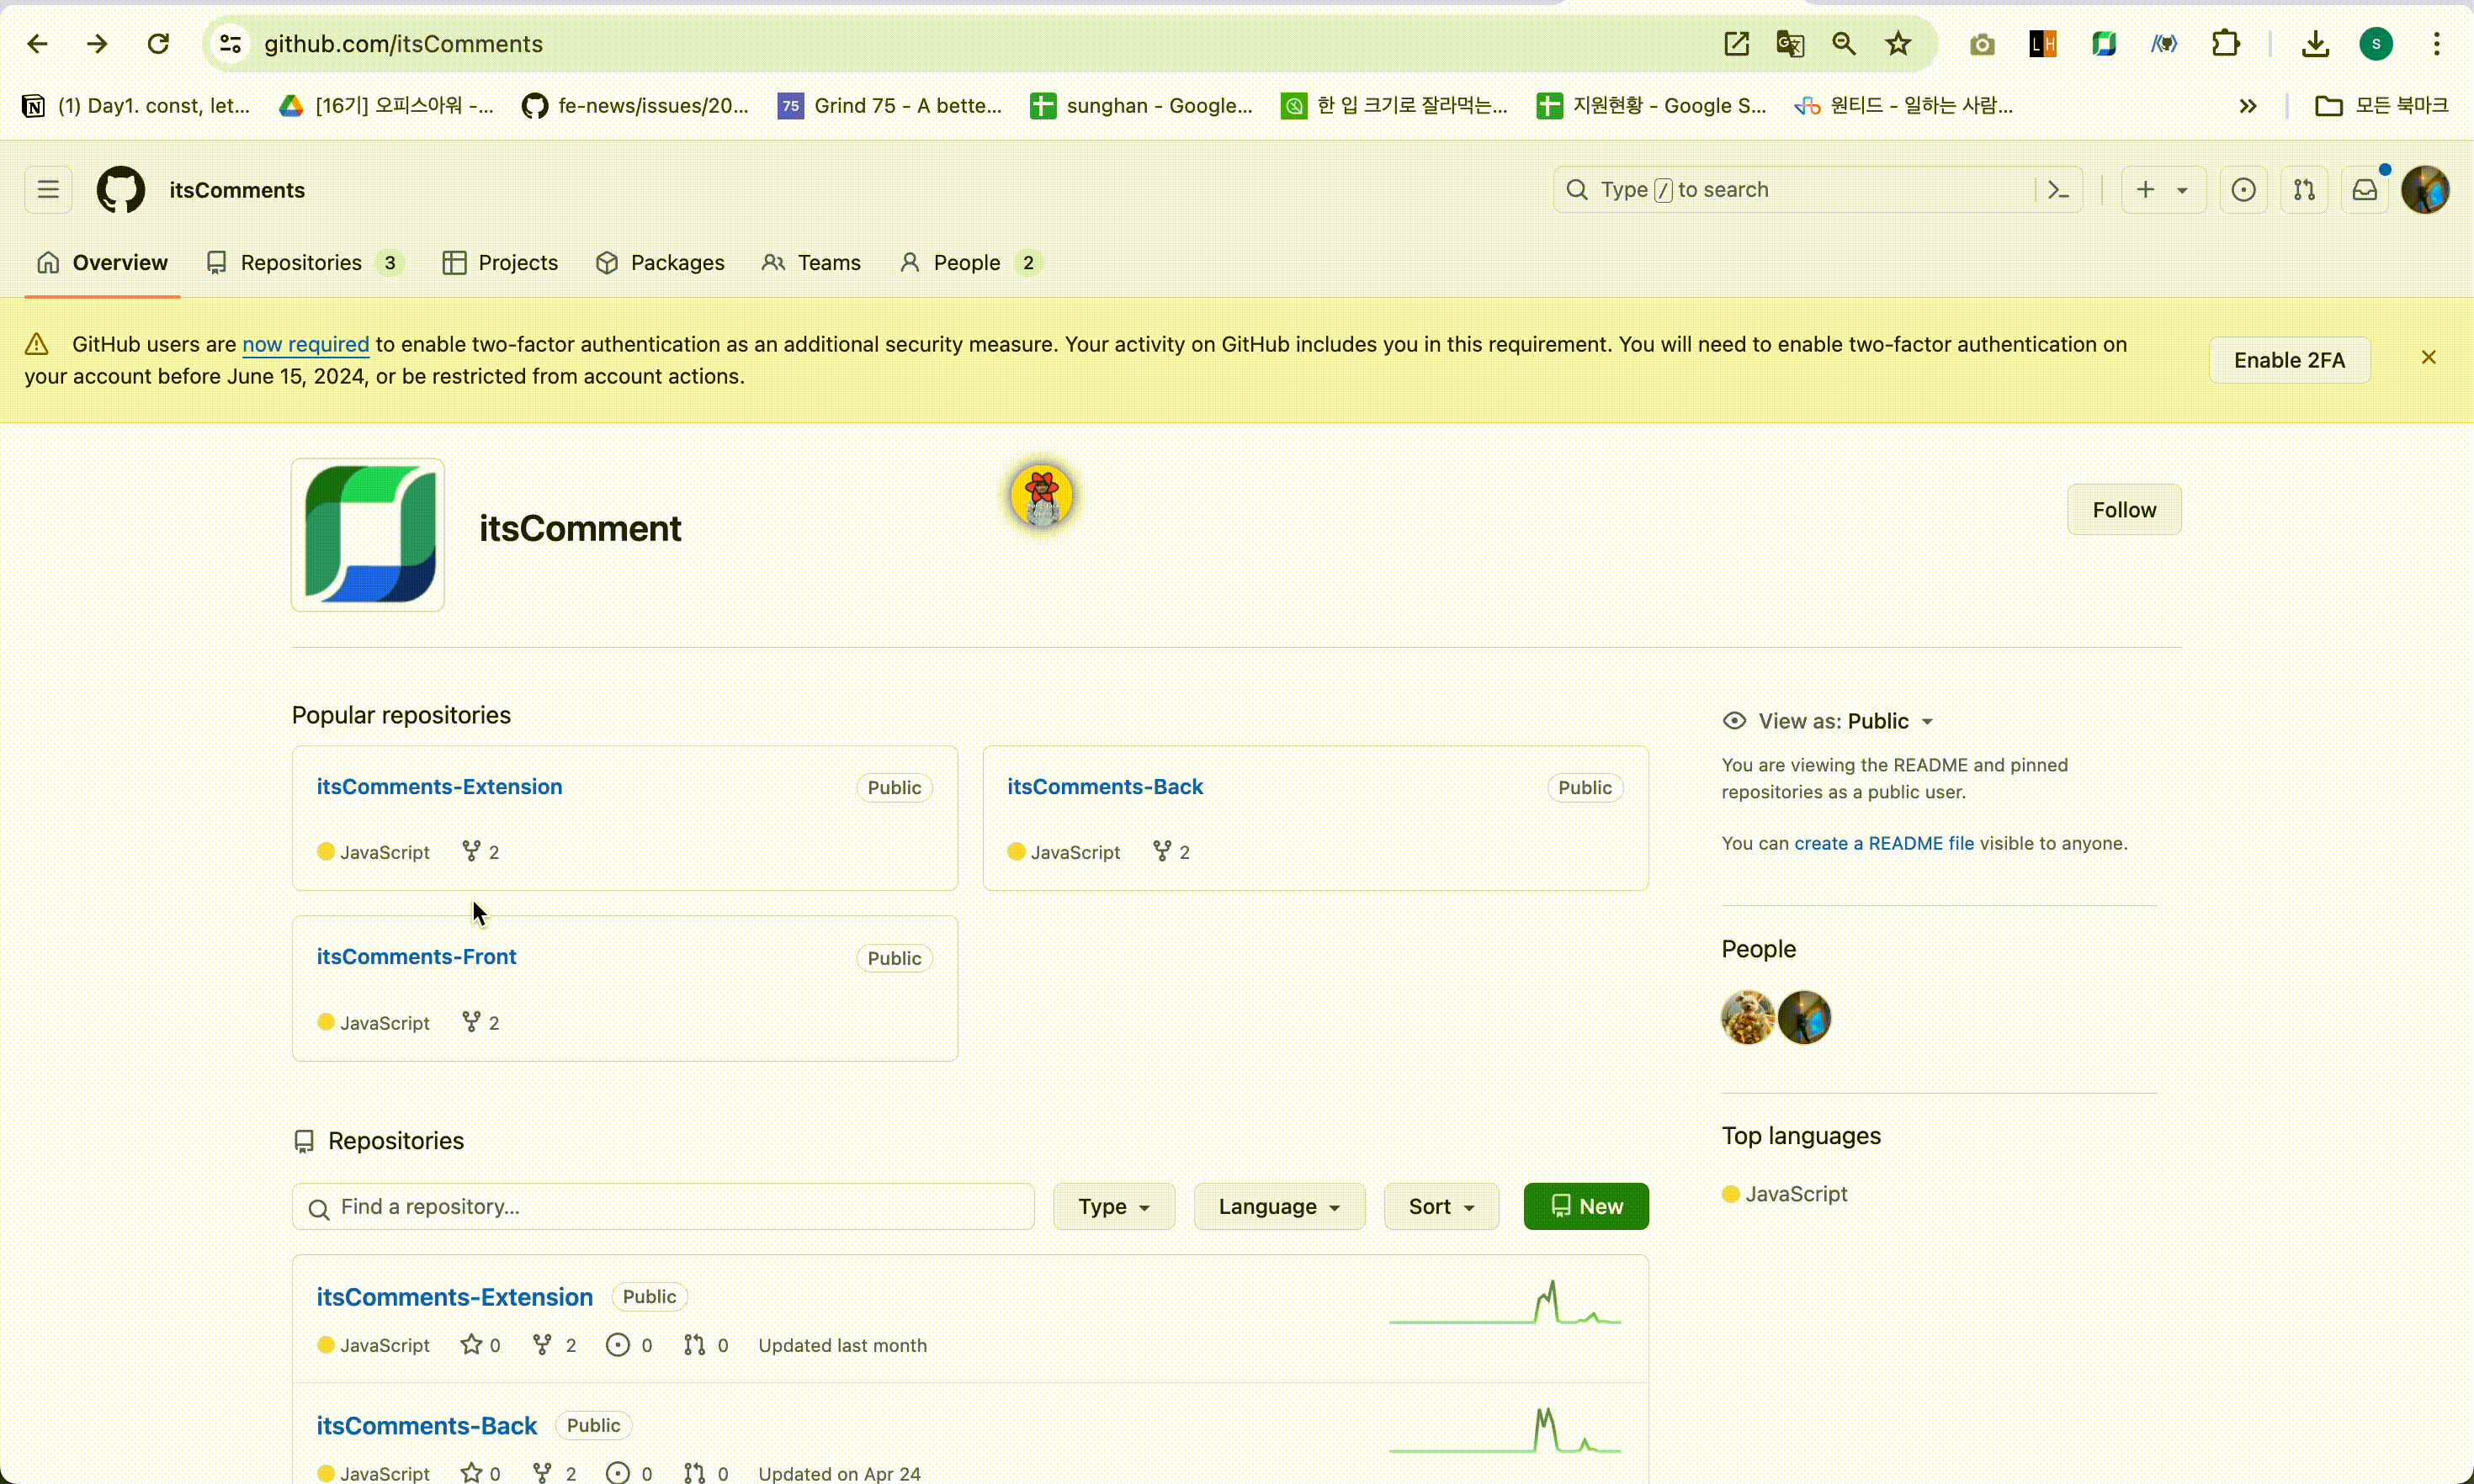 github.com/itsComments
S
(1) Day1. const, let...
[16기] 오피스아워 -...
fe-news/issues/20...
75
Grind 75 - A bette...
sunghan - Google...
한 입 크기로 잘라먹는...
지원현황 - Google S...
원티드 - 일하는 사람...
모든 북마크
itsComments
Type / to search
Overview
Repositories 3
Projects
Packages
Teams
People 2
GitHub users are now required to enable two-factor authentication as an additional security measure. Your activity on GitHub includes you in this requirement. You will need to enable two-factor authentication on
your account before June 15, 2024, or be restricted from account actions.
Enable 2FA
itsComment
Follow
Popular repositories
itsComments-Extension
Public
JavaScript 2
itsComments-Back
Public
JavaScript 2
itsComments-Front
Public
JavaScript 2
View as: Public
You are viewing the README and pinned
repositories as a public user.
You can create a README file visible to anyone.
People
Top languages
JavaScript
Repositories
Find a repository...
Type
Language
Sort
New
itsComments-Extension Public
JavaScript 0 2 0 0 Updated last month
itsComments-Back Public
JavaScript 0 2 0 0 Updated on Apr 24